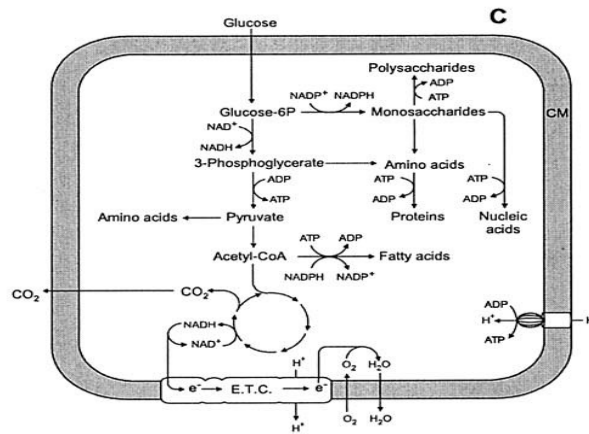 Glucose
C
Polysaccharides
ADP
ATP
NADP+ NADPH
Glucose-6P
Monosaccharides
CM
NAD+
NADH
3-Phosphoglycerate
Amino acids
ADP
ATP
ATP
ADP
ATP
ADP
Amino acids
Pyruvate
Proteins
Nucleic
acids
ATP
ADP
Acetyl-CoA
Fatty acids
NADPH
NADP+
CO2
CO2
NADH
NAD+
ADP
H+
ATP
H+
O2
H2O
e-
E.T.C.
e-
H+
O2
H2O